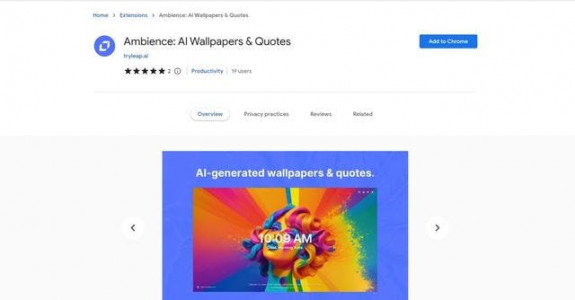 Home > Extensions > Ambience: AI Wallpapers & Quotes
Ambience: AI Wallpapers & Quotes
Add to Chrome
tryleap.ai
2 Productivity 19 users
Overview Privacy practices Reviews Related
AI-generated wallpapers & quotes.
10:09 AM